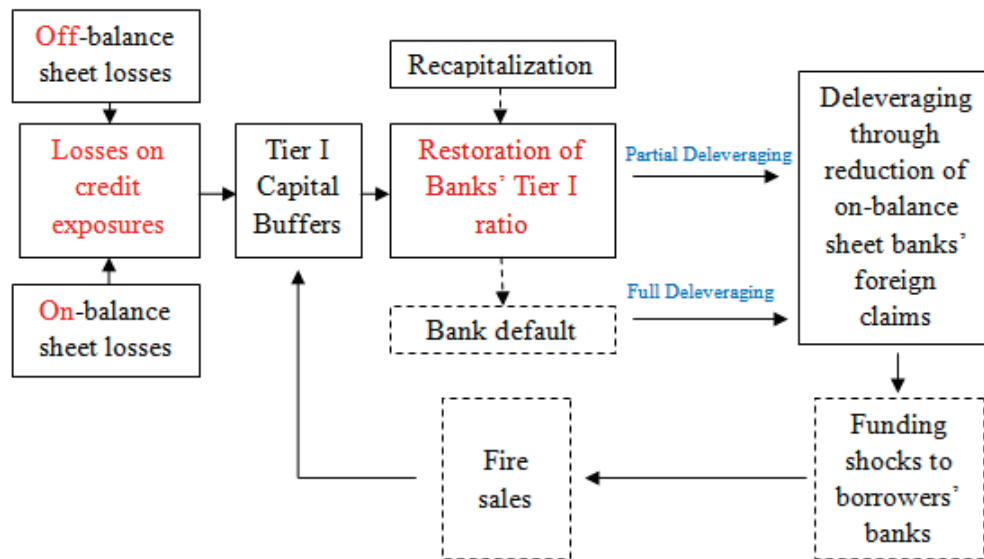 Off-balance
sheet losses
Losses on
credit
exposures
On-balance
sheet losses
Tier I
Capital
Buffers
Recapitalization
Restoration of
Banks’ Tier I
ratio
Bank default
Partial Deleveraging
Full Deleveraging
Deleveraging
through
reduction of
on-balance
sheet banks’
foreign
claims
Funding
shocks to
borrowers’
banks
Fire
sales